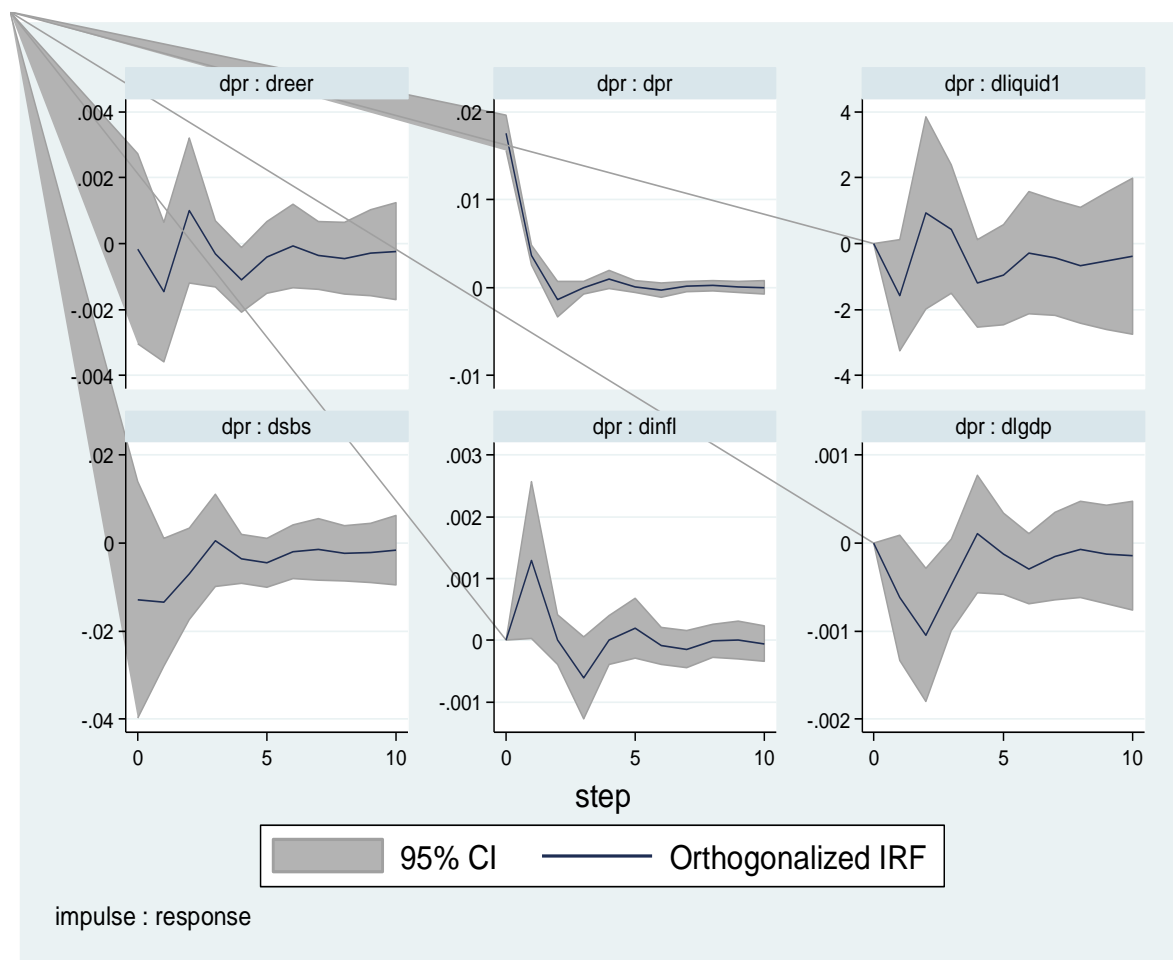 dpr : dreer
dpr : dpr
dpr : dliquid1
.004
.002
0
-.002
-.004
.02
.01
0
-.01
4
2
0
-2
-4
dpr : dsbs
dpr : dinfl
dpr : dlgdp
.02
0
-.02
-.04
.003
.002
.001
0
-.001
.001
0
-.001
-.002
0 5 10
0 5 10
0 5 10
step
95% CI
Orthogonalized IRF
impulse : response